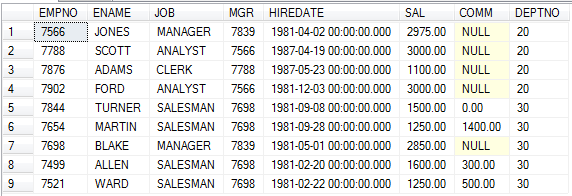 EMPNO ENAME JOB MGR HIREDATE SAL COMM DEPTNO
1 7566 JONES MANAGER 7839 1981-04-02 00:00:00.000 2975.00 NULL 20
2 7788 SCOTT ANALYST 7566 1987-04-19 00:00:00.000 3000.00 NULL 20
3 7876 ADAMS CLERK 7788 1987-05-23 00:00:00.000 1100.00 NULL 20
4 7902 FORD ANALYST 7566 1981-12-03 00:00:00.000 3000.00 NULL 20
5 7844 TURNER SALESMAN 7698 1981-09-08 00:00:00.000 1500.00 0.00 30
6 7654 MARTIN SALESMAN 7698 1981-09-28 00:00:00.000 1250.00 1400.00 30
7 7698 BLAKE MANAGER 7839 1981-05-01 00:00:00.000 2850.00 NULL 30
8 7499 ALLEN SALESMAN 7698 1981-02-20 00:00:00.000 1600.00 300.00 30
9 7521 WARD SALESMAN 7698 1981-02-22 00:00:00.000 1250.00 500.00 30